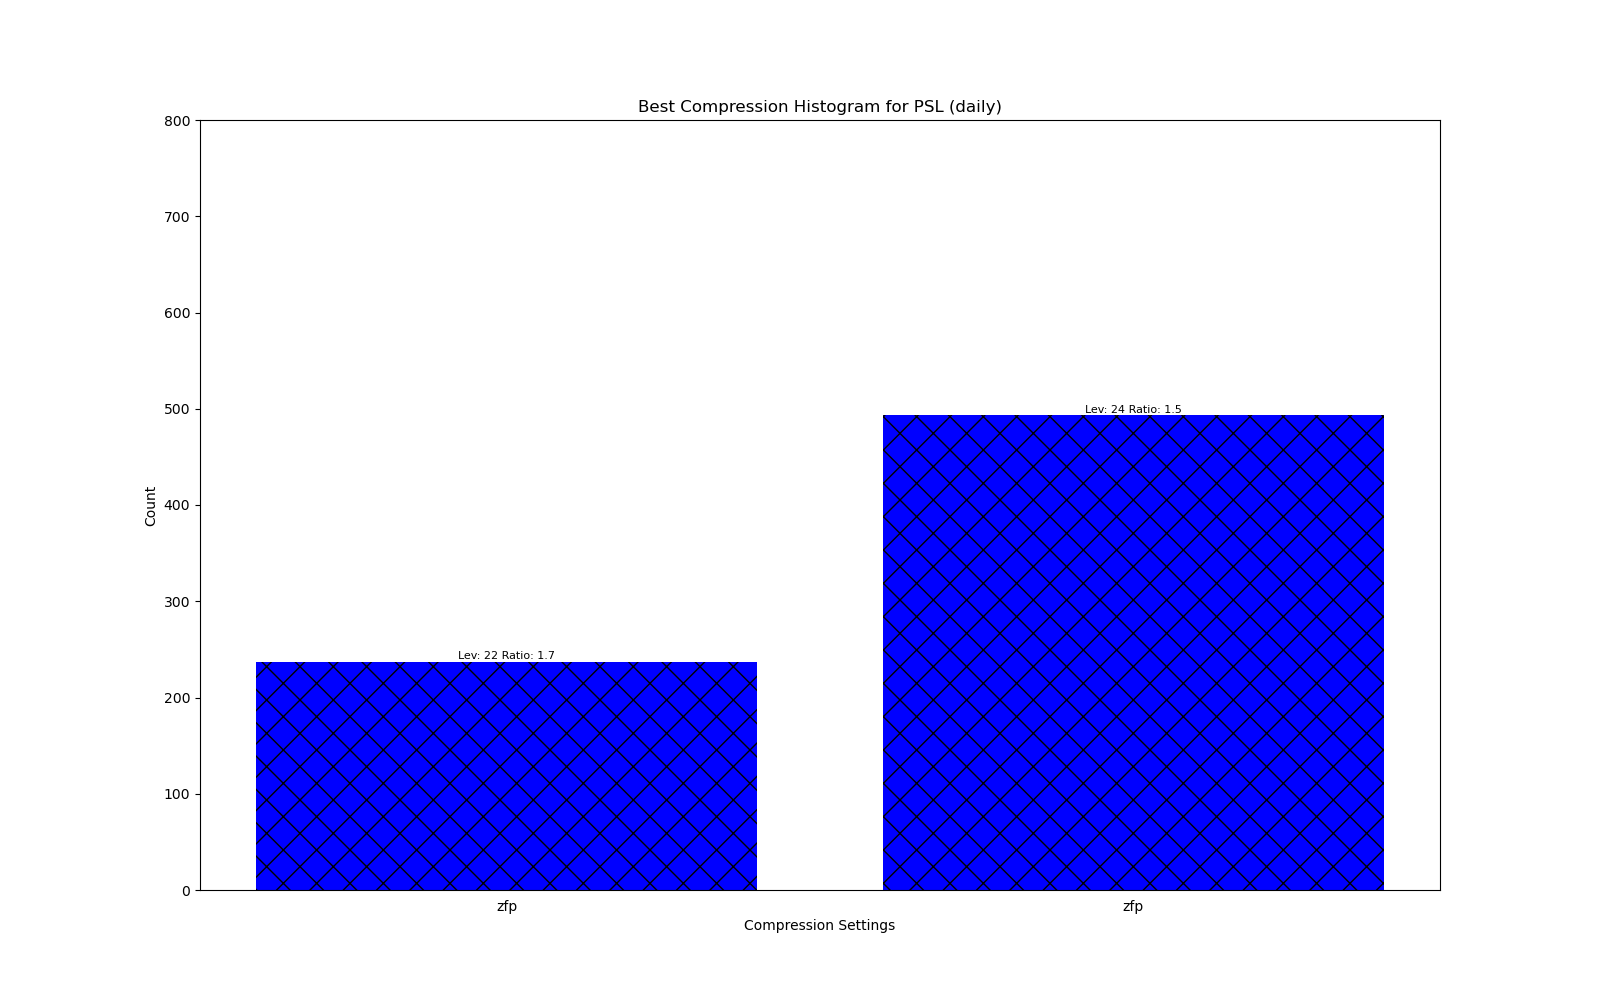 Best Compression Histogram for PSL (daily)
800
700
600
500
400
300
200
100
0
Count
Lev: 22 Ratio: 1.7
Lev: 24 Ratio: 1.5
zfp
zfp
Compression Settings